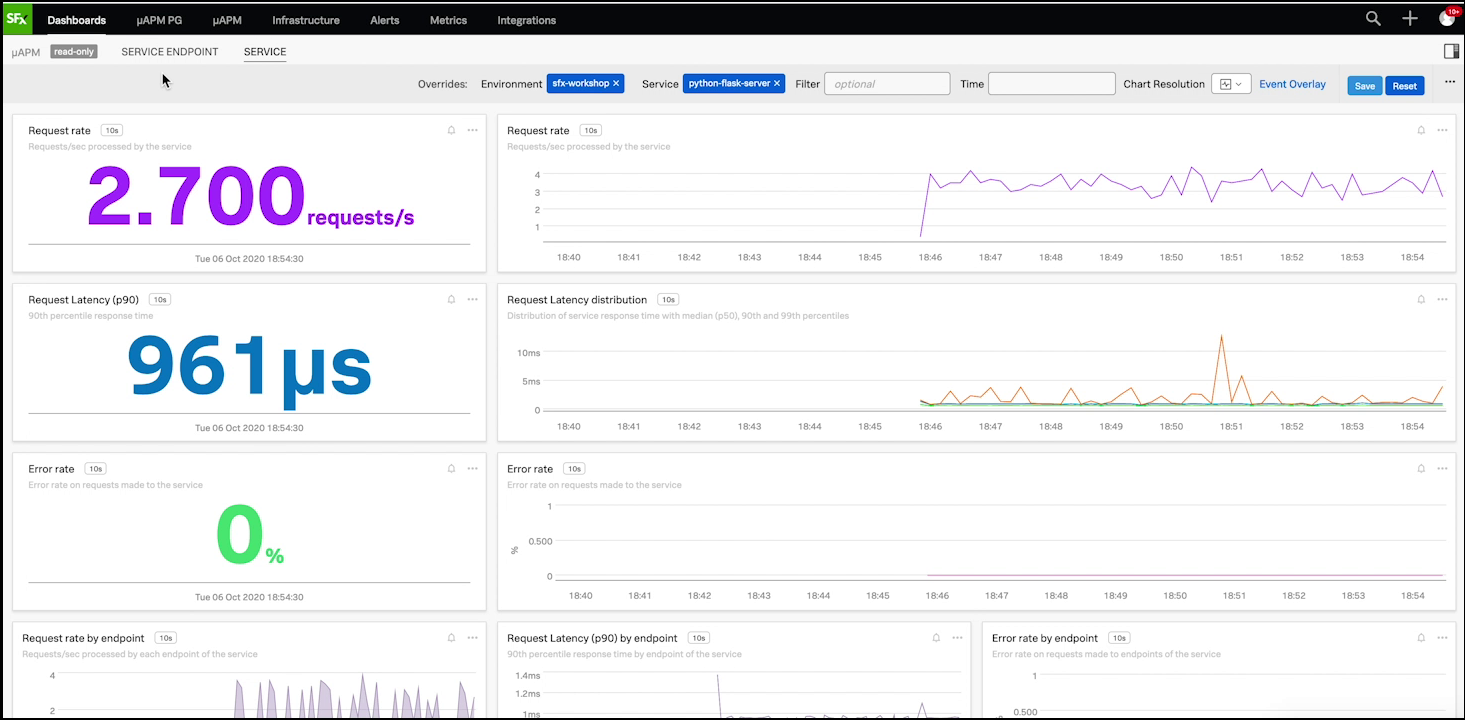 SFx Dashboards µAPM PG µAPM Infrastructure Alerts Metrics Integrations 10+
µAPM read-only SERVICE ENDPOINT SERVICE
Overrides: Environment sfx-workshop × Service python-flask-server × Filter optional Time Chart Resolution Event Overlay Save Reset
Request rate 10s
Requests/sec processed by the service
2.700 requests/s
Tue 06 Oct 2020 18:54:30
Request rate 10s
Requests/sec processed by the service
4
3
2
1
18:40 18:41 18:42 18:43 18:44 18:45 18:46 18:47 18:48 18:49 18:50 18:51 18:52 18:53 18:54
Request Latency (p90) 10s
90th percentile response time
961µs
Tue 06 Oct 2020 18:54:30
Request Latency distribution 10s
Distribution of service response time with median (p50), 90th and 99th percentiles
10ms
5ms
0
18:40 18:41 18:42 18:43 18:44 18:45 18:46 18:47 18:48 18:49 18:50 18:51 18:52 18:53 18:54
Error rate 10s
Error rate on requests made to the service
0%
Tue 06 Oct 2020 18:54:30
Error rate 10s
Error rate on requests made to the service
1
0.500
%
0
18:40 18:41 18:42 18:43 18:44 18:45 18:46 18:47 18:48 18:49 18:50 18:51 18:52 18:53 18:54
Request rate by endpoint 10s
Requests/sec processed by each endpoint of the service
4
2
Request Latency (p90) by endpoint 10s
90th percentile response time by endpoint of the service
1.4ms
1.2ms
1ms
Error rate by endpoint 10s
Error rate on requests made to endpoints of the service
1
0.500